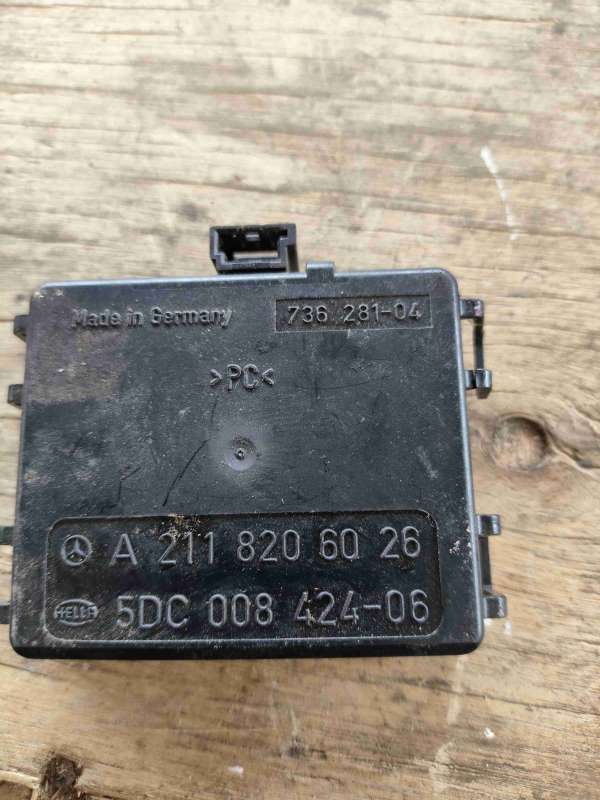 Made in Germany
736 281-04
>PC<
A 211 820 60 26
HELLA
5DC 008 424-06